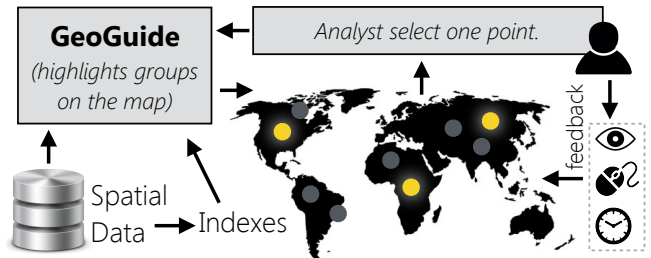 GeoGuide
(highlights groups
on the map)
Analyst select one point.
feedback
Spatial
Data
Indexes